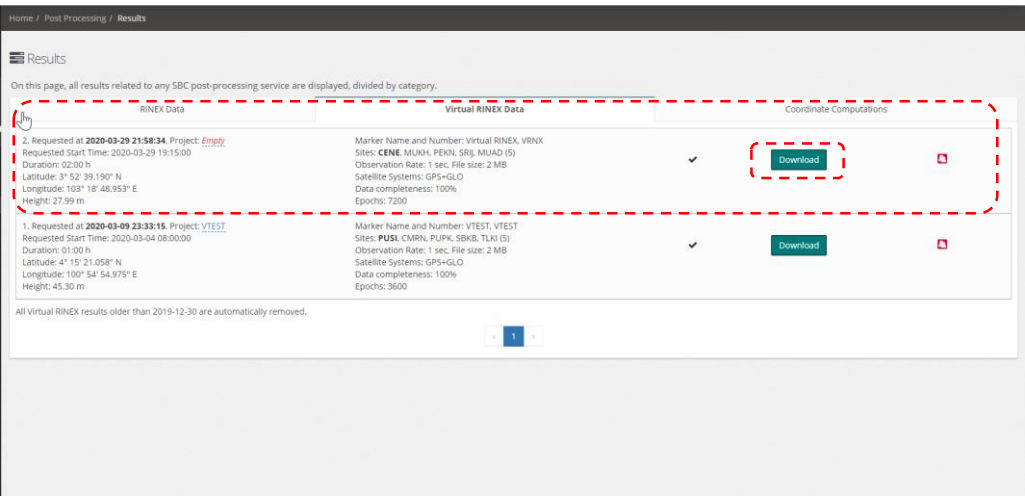 Home / Post Processing / Results
Results
On this page, all results related to any SBC post-processing service are displayed, divided by category.
RINEX Data
Virtual RINEX Data
Coordinate Computations
2. Requested at 2020-03-29 21:58:34, Project: Empty
Requested Start Time: 2020-03-29 19:15:00
Duration: 02:00 h
Latitude: 3° 52' 39.190" N
Longitude: 103° 18' 48.953" E
Height: 27.99 m
Marker Name and Number: Virtual RINEX, VRNX
Sites: CENE, MUKH, PEKN, SRIJ, MUAD (5)
Observation Rate: 1 sec, File size: 2 MB
Satellite Systems: GPS+GLO
Data completeness: 100%
Epochs: 7200
Download
1. Requested at 2020-03-09 23:33:15, Project: VTEST
Requested Start Time: 2020-03-04 08:00:00
Duration: 01:00 h
Latitude: 4° 15' 21.058" N
Longitude: 100° 54' 54.975" E
Height: 45.30 m
Marker Name and Number: VTEST, VTEST
Sites: PUSI, CMRN, PUPK, SBKB, TLKI (5)
Observation Rate: 1 sec, File size: 2 MB
Satellite Systems: GPS+GLO
Data completeness: 100%
Epochs: 3600
Download
All Virtual RINEX results older than 2019-12-30 are automatically removed.
« 1 »